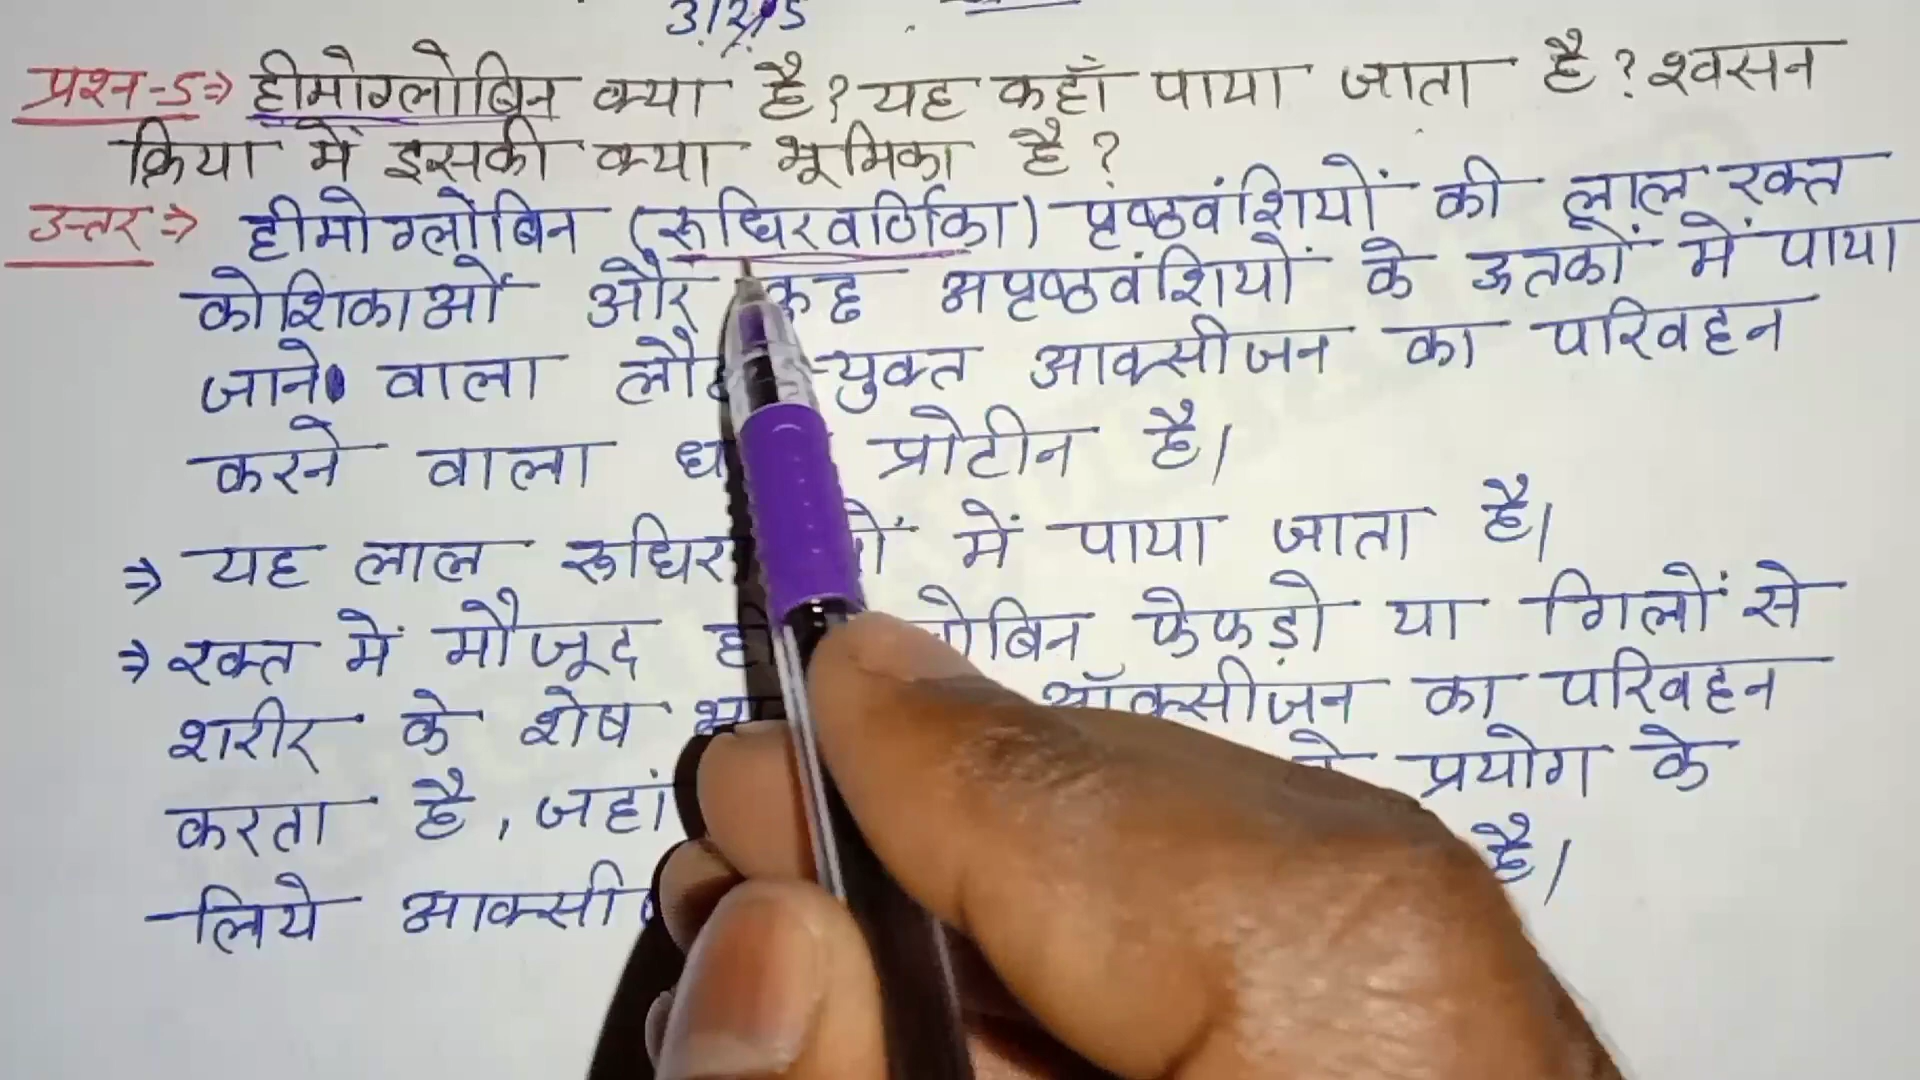 प्रश्न-5⇒ हीमोग्लोबिन क्या है? यह कहाँ पाया जाता है? श्वसन
क्रिया में इसकी क्या भूमिका है?
उत्तर⇒ हीमोग्लोबिन (रूधिरवर्णिका) पृष्ठवंशियों की लाल रक्त
कोशिकाओं और कुछ अपृष्ठवंशियों के ऊतकों में पाया
जाने वाला युक्त आक्सीजन का परिवहन
करने वाला प्रोटीन है।
⇒ यह लाल रूधिर में पाया जाता है।
⇒ रक्त में मौजूद फेफड़ो या गिलों से
शरीर के शेष ऑक्सीजन का परिवहन
करता है, जहां प्रयोग के
लिये है।